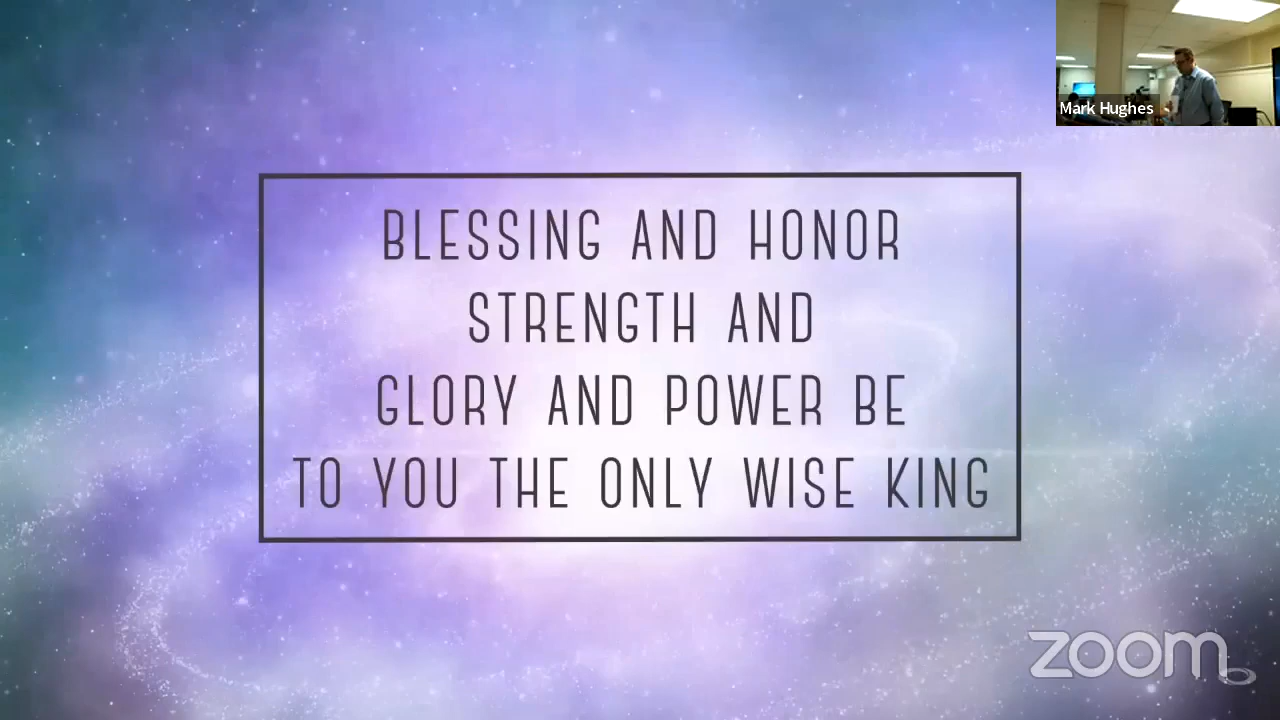 Mark Hughes
BLESSING AND HONOR
STRENGTH AND
GLORY AND POWER BE
TO YOU THE ONLY WISE KING
zoom